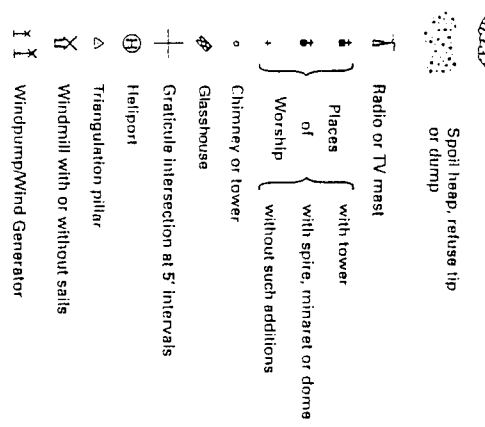 Spoil heap, refuse tip
or dump
Radio or TV mast
Places
of
Worship
with tower
with spire, minaret or dome
without such additions
Chimney or tower
Glasshouse
Graticule intersection at 5' intervals
H Heliport
Triangulation pillar
Windmill with or without sails
Windpump/Wind Generator